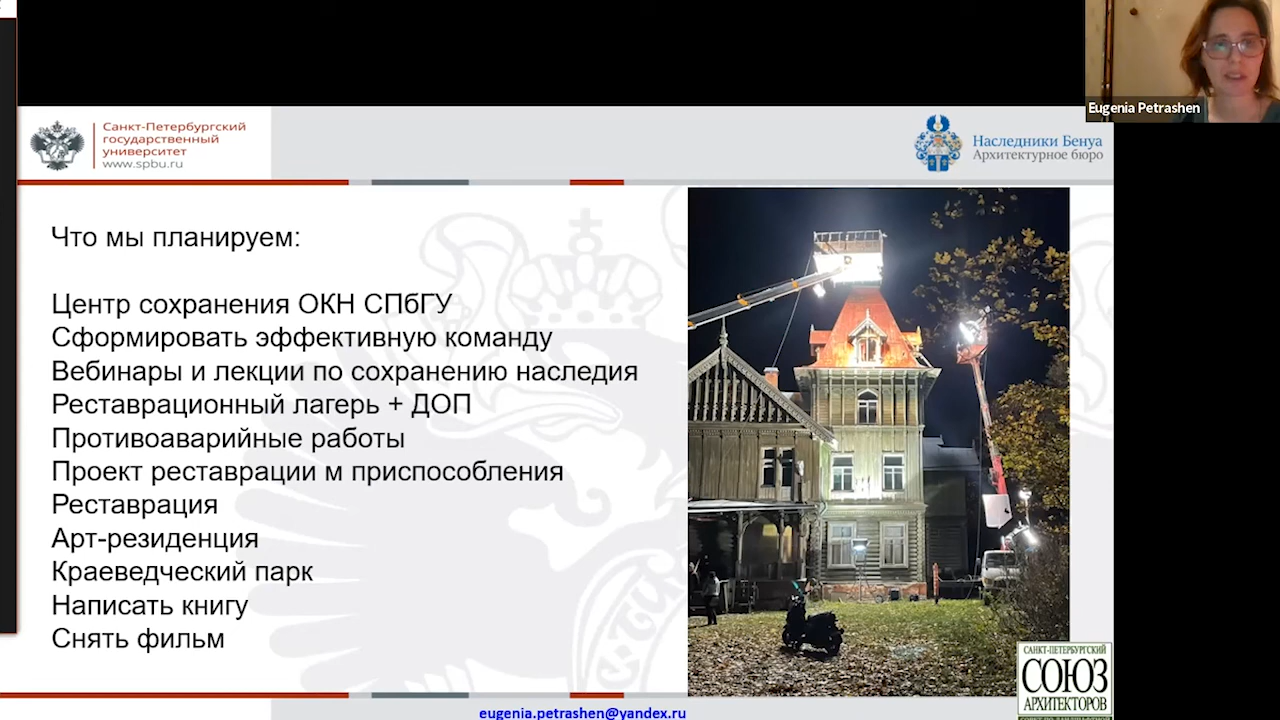 Eugenia Petrashen
Санкт-Петербургский
государственный
университет
www.spbu.ru
Наследники Бенуа
Архитектурное бюро
Что мы планируем:
Центр сохранения ОКН СПбГУ
Сформировать эффективную команду
Вебинары и лекции по сохранению наследия
Реставрационный лагерь + ДОП
Противоаварийные работы
Проект реставрации м приспособления
Реставрация
Арт-резиденция
Краеведческий парк
Написать книгу
Снять фильм
САНКТ-ПЕТЕРБУРГСКИЙ
СОЮЗ
АРХИТЕКТОРОВ
eugenia.petrashen@yandex.ru